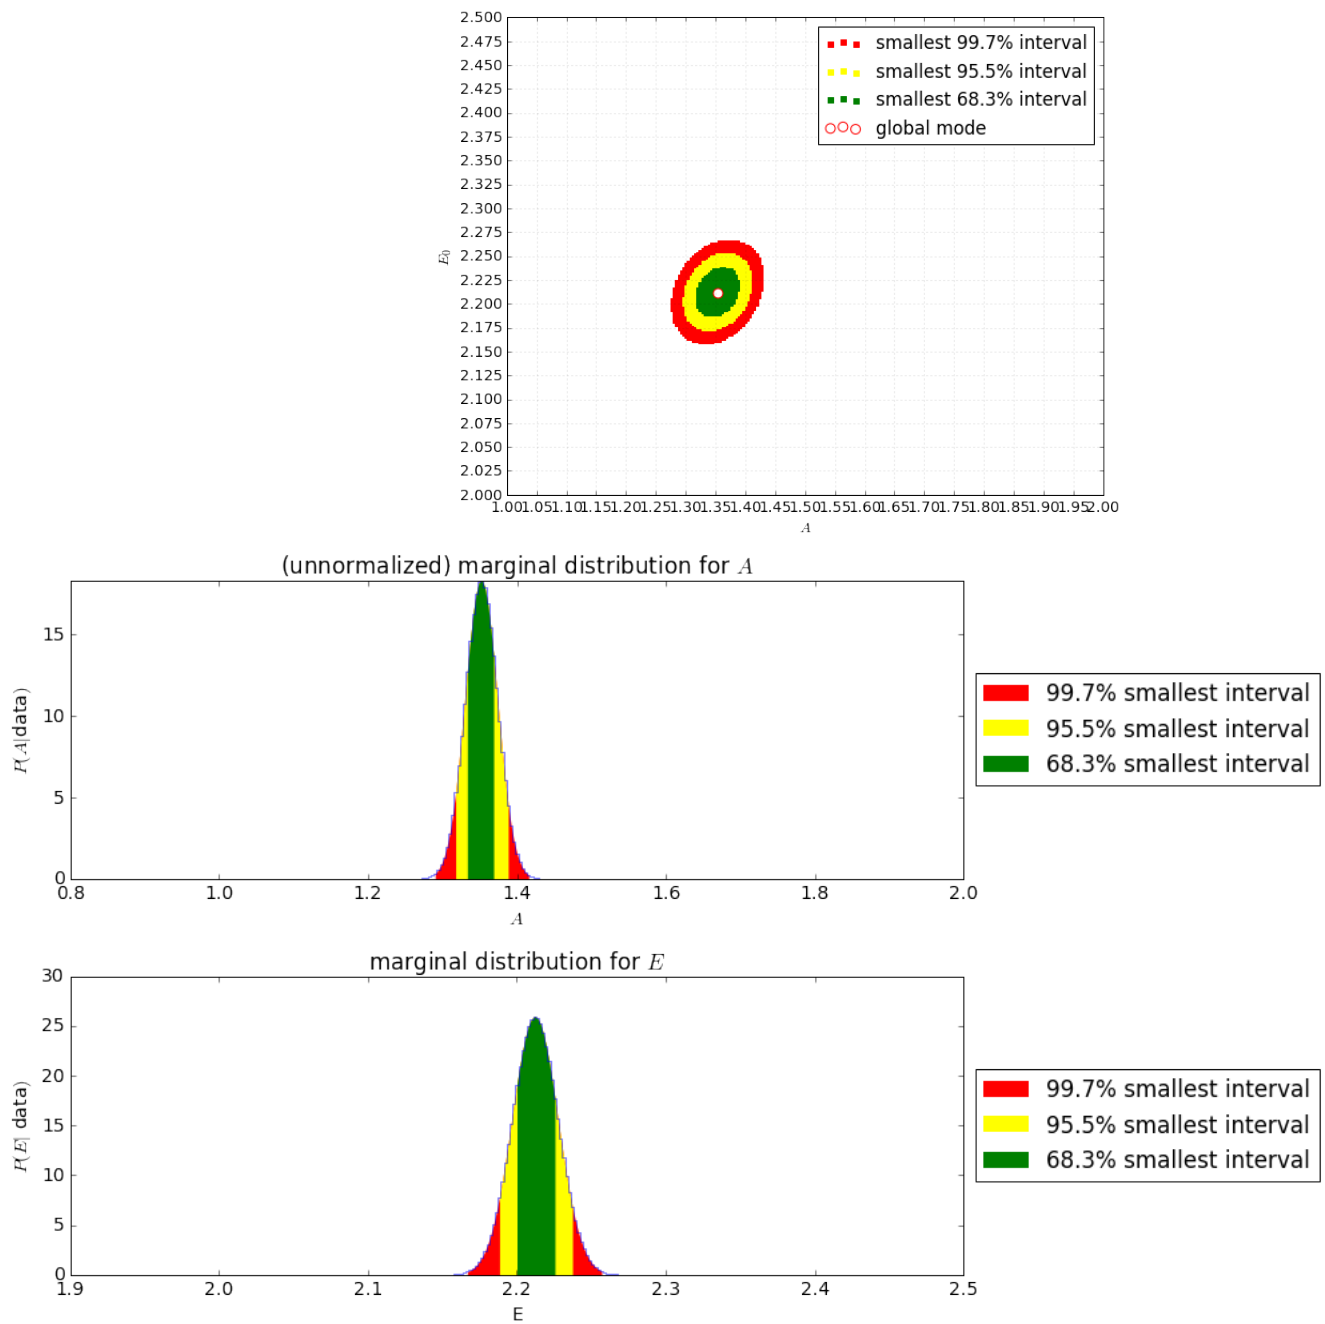 2.500
2.475
2.450
2.425
2.400
2.375
2.350
2.325
2.300
2.275
2.250
2.225
2.200
2.175
2.150
2.125
2.100
2.075
2.050
2.025
2.000
E₀
smallest 99.7% interval
smallest 95.5% interval
smallest 68.3% interval
global mode
1.00 1.05 1.10 1.15 1.20 1.25 1.30 1.35 1.40 1.45 1.50 1.55 1.60 1.65 1.70 1.75 1.80 1.85 1.90 1.95 2.00
A
(unnormalized) marginal distribution for A
15
10
5
0
P(A|data)
0.8 1.0 1.2 1.4 1.6 1.8 2.0
A
99.7% smallest interval
95.5% smallest interval
68.3% smallest interval
marginal distribution for E
30
25
20
15
10
5
0
P(E| data)
1.9 2.0 2.1 2.2 2.3 2.4 2.5
E
99.7% smallest interval
95.5% smallest interval
68.3% smallest interval